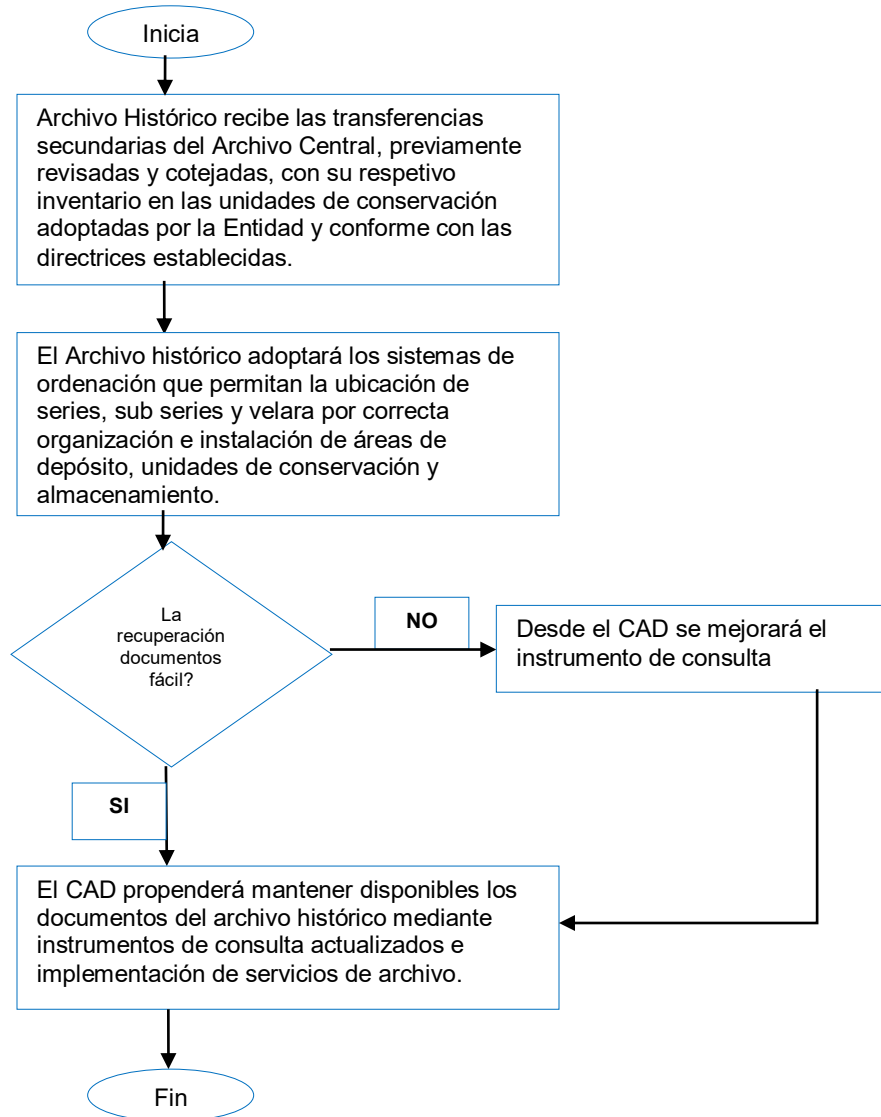 Inicia
Archivo Histórico recibe las transferencias
secundarias del Archivo Central, previamente
revisadas y cotejadas, con su respetivo
inventario en las unidades de conservación
adoptadas por la Entidad y conforme con las
directrices establecidas.
El Archivo histórico adoptará los sistemas de
ordenación que permitan la ubicación de
series, sub series y velara por correcta
organización e instalación de áreas de
depósito, unidades de conservación y
almacenamiento.
La
recuperación
documentos
fácil?
NO
Desde el CAD se mejorará el
instrumento de consulta
SI
El CAD propenderá mantener disponibles los
documentos del archivo histórico mediante
instrumentos de consulta actualizados e
implementación de servicios de archivo.
Fin